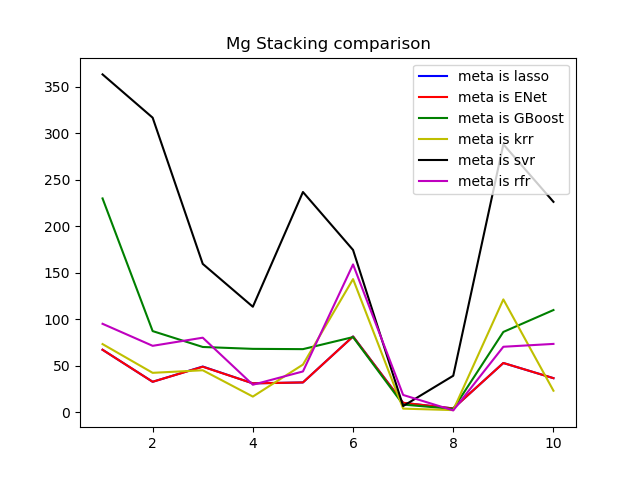 Mg Stacking comparison
meta is lasso
meta is ENet
meta is GBoost
meta is krr
meta is svr
meta is rfr
350
300
250
200
150
100
50
0
2 4 6 8 10